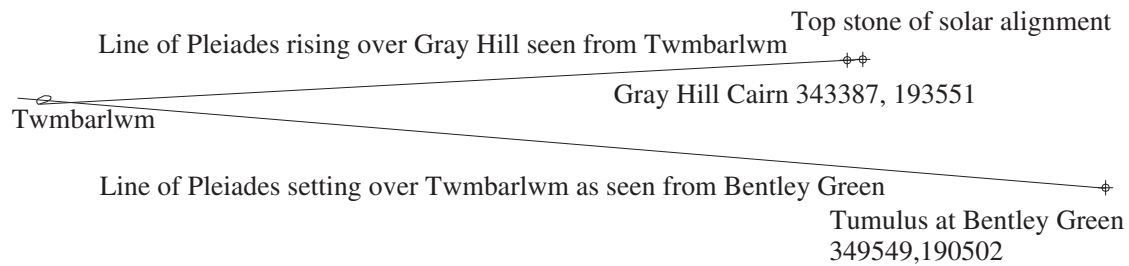 Top stone of solar alignment
Line of Pleiades rising over Gray Hill seen from Twmbarlwm
Gray Hill Cairn 343387, 193551
Twmbarlwm
Line of Pleiades setting over Twmbarlwm as seen from Bentley Green
Tumulus at Bentley Green
349549,190502